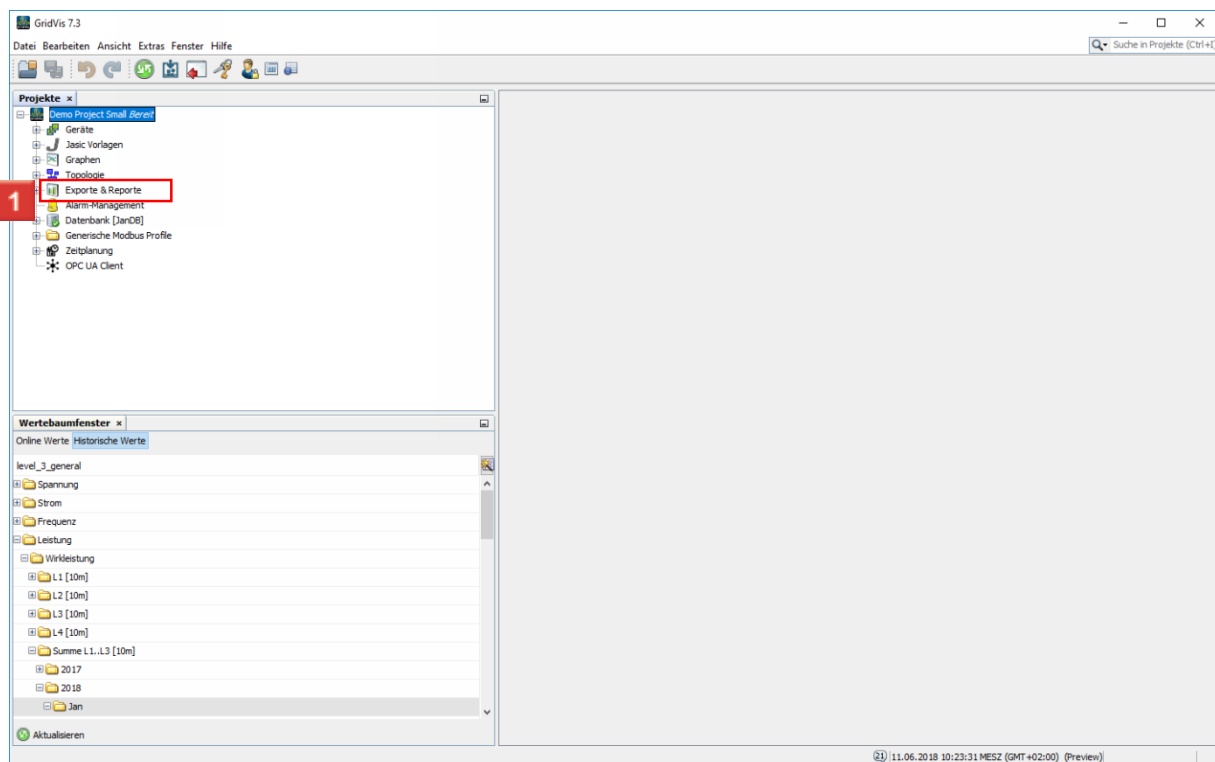 GridVis 7.3
Datei Bearbeiten Ansicht Extras Fenster Hilfe
Suche in Projekte (Ctrl+I
Projekte ×
Demo Project Small Bereit
Geräte
Jasic Vorlagen
Graphen
Topologie
1
Exporte & Reporte
Alarm-Management
Datenbank [JanDB]
Generische Modbus Profile
Zeitplanung
OPC UA Client
Wertebaumfenster ×
Online Werte Historische Werte
level_3_general
Spannung
Strom
Frequenz
Leistung
Wirkleistung
L1 [10m]
L2 [10m]
L3 [10m]
L4 [10m]
Summe L1..L3 [10m]
2017
2018
Jan
Aktualisieren
21 11.06.2018 10:23:31 MESZ (GMT+02:00) (Preview)